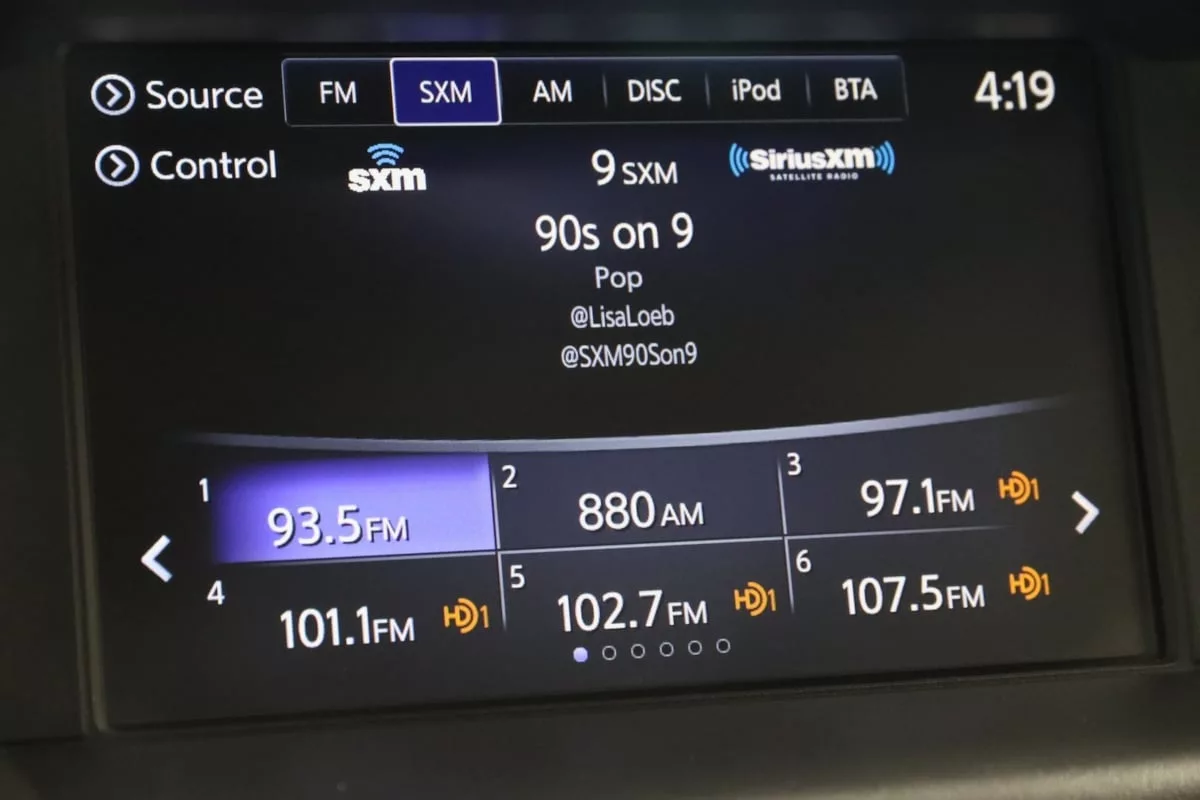 Source FM SXM AM DISC iPod BTA 4:19
Control sxm 9 SXM SiriusXM
SATELLITE RADIO
90s on 9
Pop
@LisaLoeb
@SXM90Son9
1 93.5FM 2 880AM 3 97.1FM HD1
4 101.1FM HD1 5 102.7FM HD1 6 107.5FM HD1